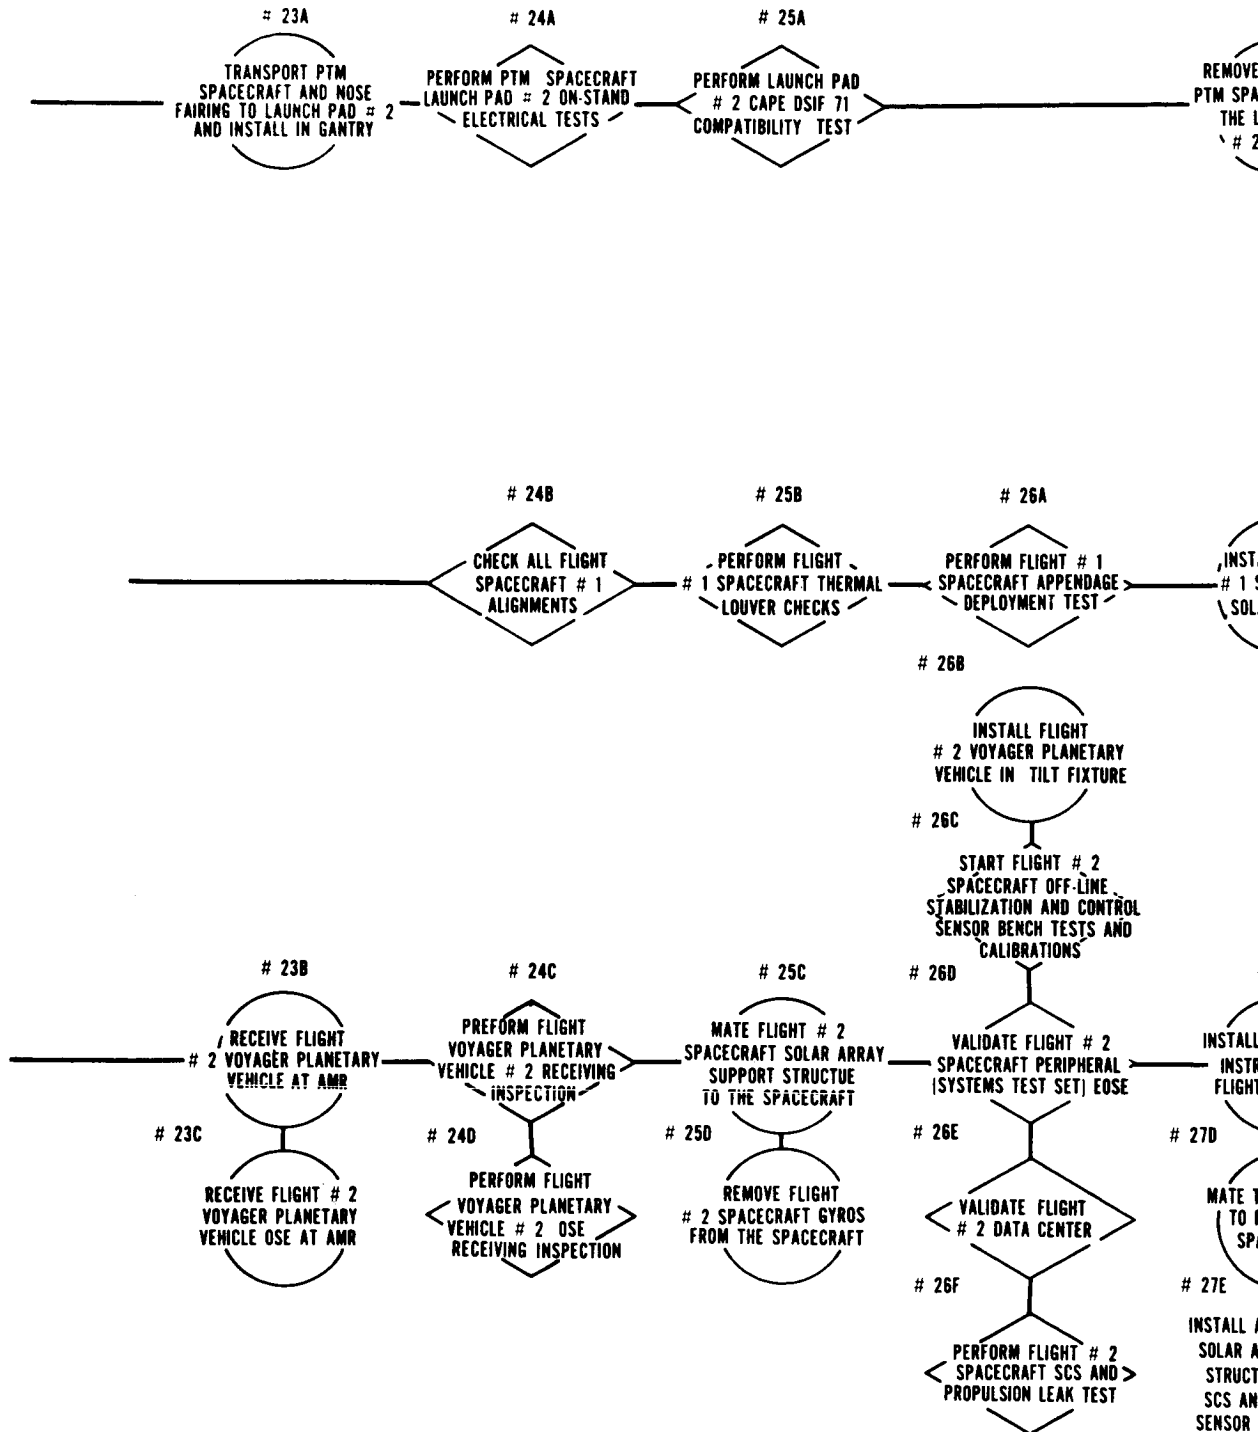 # 23A
TRANSPORT PTM
SPACECRAFT AND NOSE
FAIRING TO LAUNCH PAD # 2
AND INSTALL IN GANTRY
# 24A
PERFORM PTM SPACECRAFT
LAUNCH PAD # 2 ON-STAND
ELECTRICAL TESTS
# 25A
PERFORM LAUNCH PAD
# 2 CAPE DSIF 71
COMPATIBILITY TEST
REMOVE
PTM SPA
THE L
# 2
# 24B
CHECK ALL FLIGHT
SPACECRAFT # 1
ALIGNMENTS
# 25B
PERFORM FLIGHT
# 1 SPACECRAFT THERMAL
LOUVER CHECKS
# 26A
PERFORM FLIGHT # 1
SPACECRAFT APPENDAGE
DEPLOYMENT TEST
INST
# 1 S
SOL
# 26B
INSTALL FLIGHT
# 2 VOYAGER PLANETARY
VEHICLE IN TILT FIXTURE
# 26C
START FLIGHT # 2
SPACECRAFT OFF-LINE
STABILIZATION AND CONTROL
SENSOR BENCH TESTS AND
CALIBRATIONS
# 23B
RECEIVE FLIGHT
# 2 VOYAGER PLANETARY
VEHICLE AT AMR
# 24C
PREFORM FLIGHT
VOYAGER PLANETARY
VEHICLE # 2 RECEIVING
INSPECTION
# 25C
MATE FLIGHT # 2
SPACECRAFT SOLAR ARRAY
SUPPORT STRUCTUE
TO THE SPACECRAFT
# 26D
VALIDATE FLIGHT # 2
SPACECRAFT PERIPHERAL
(SYSTEMS TEST SET) EOSE
INSTALL
INSTR
FLIGHT
# 23C
RECEIVE FLIGHT # 2
VOYAGER PLANETARY
VEHICLE OSE AT AMR
# 24D
PERFORM FLIGHT
VOYAGER PLANETARY
VEHICLE # 2 OSE
RECEIVING INSPECTION
# 25D
REMOVE FLIGHT
# 2 SPACECRAFT GYROS
FROM THE SPACECRAFT
# 26E
VALIDATE FLIGHT
# 2 DATA CENTER
# 27D
MATE T
TO
SPA
# 26F
PERFORM FLIGHT # 2
SPACECRAFT SCS AND
PROPULSION LEAK TEST
# 27E
INSTALL A
SOLAR A
STRUCT
SCS AN
SENSOR